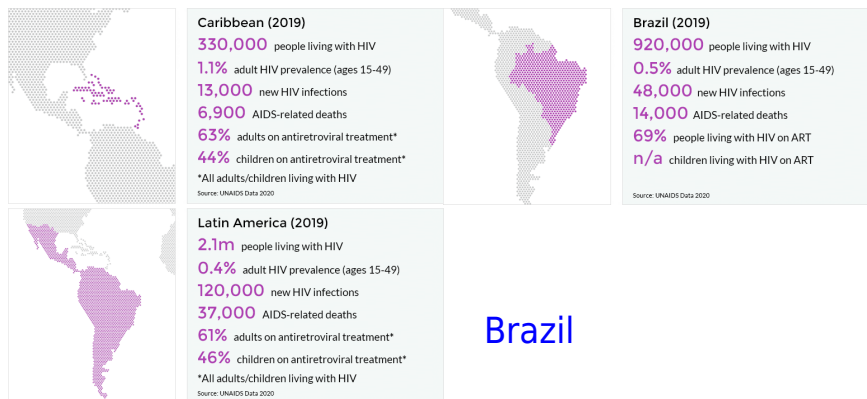 Caribbean (2019)
330,000 people living with HIV
1.1% adult HIV prevalence (ages 15-49)
13,000 new HIV infections
6,900 AIDS-related deaths
63% adults on antiretroviral treatment*
44% children on antiretroviral treatment*
*All adults/children living with HIV
Source: UNAIDS Data 2020
Brazil (2019)
920,000 people living with HIV
0.5% adult HIV prevalence (ages 15-49)
48,000 new HIV infections
14,000 AIDS-related deaths
69% people living with HIV on ART
n/a children living with HIV on ART
Source: UNAIDS Data 2020
Latin America (2019)
2.1m people living with HIV
0.4% adult HIV prevalence (ages 15-49)
120,000 new HIV infections
37,000 AIDS-related deaths
61% adults on antiretroviral treatment*
46% children on antiretroviral treatment*
*All adults/children living with HIV
Source: UNAIDS Data 2020
Brazil